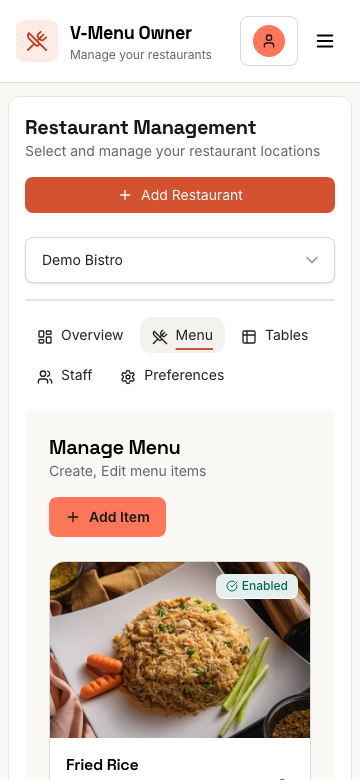 V-Menu Owner
Manage your restaurants
Restaurant Management
Select and manage your restaurant locations
+ Add Restaurant
Demo Bistro
Overview
Menu
Tables
Staff
Preferences
Manage Menu
Create, Edit menu items
+ Add Item
Enabled
Fried Rice